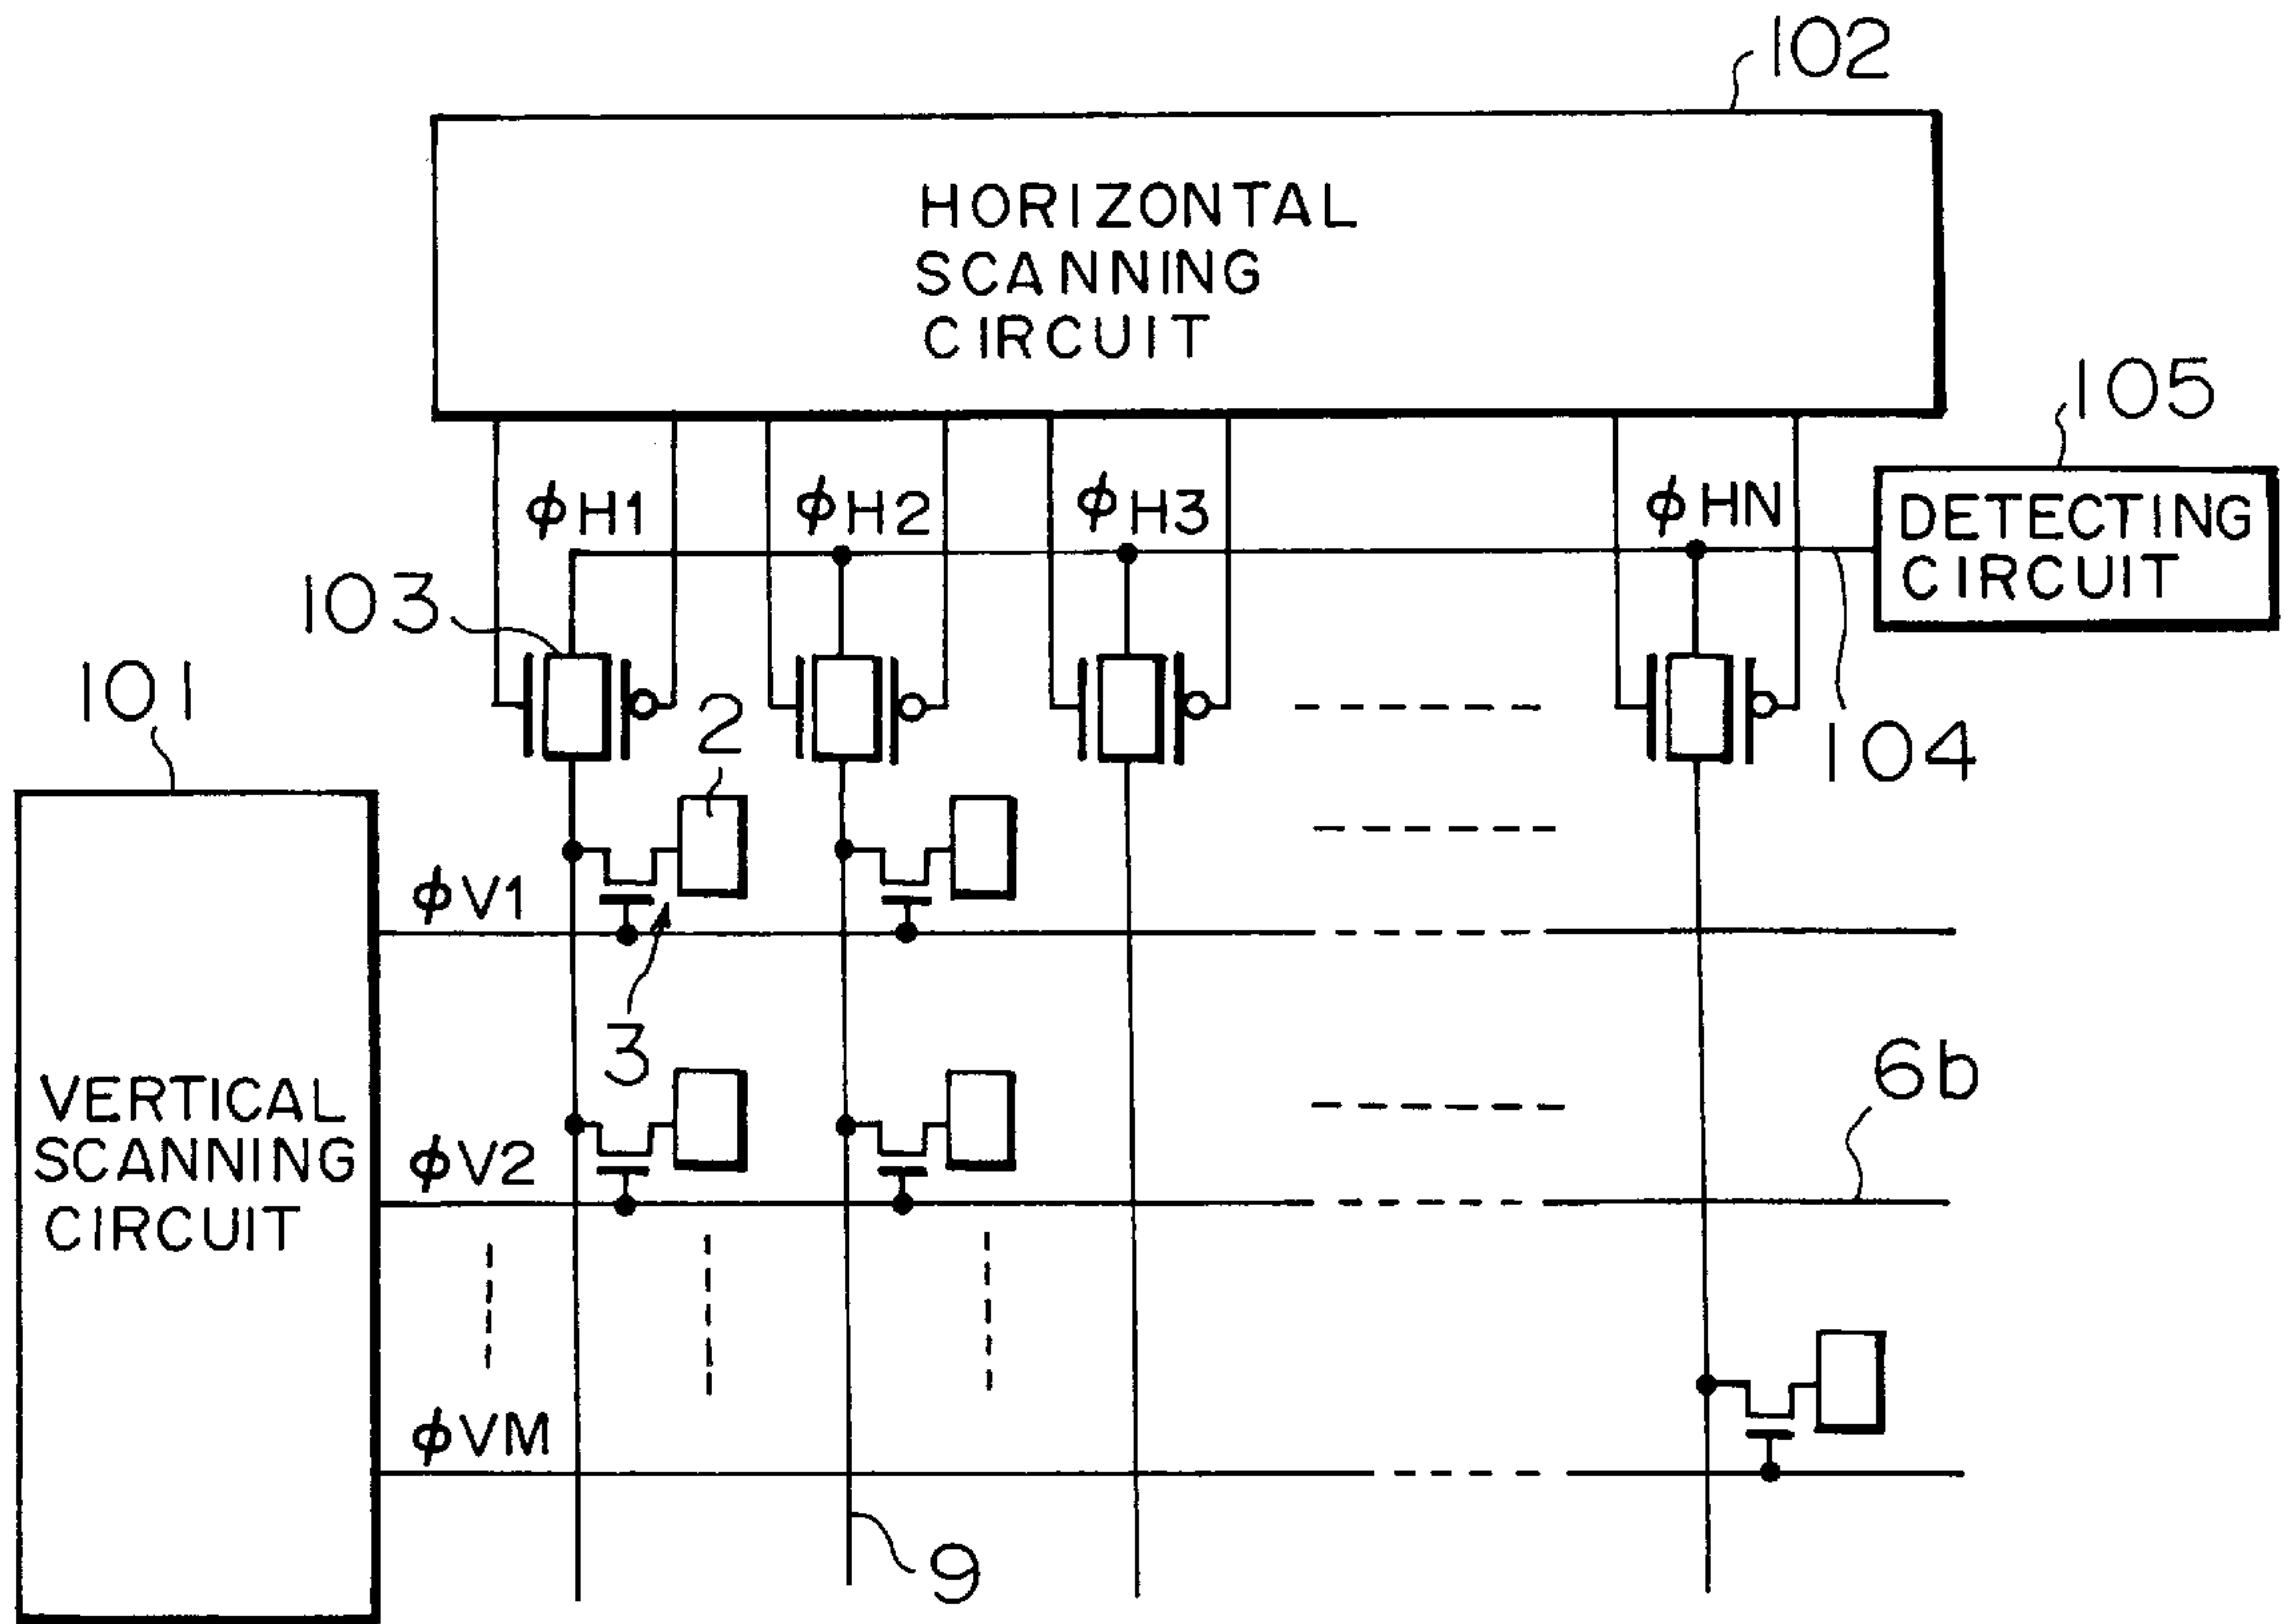 102
HORIZONTAL
SCANNING
CIRCUIT
105
ϕH1 ϕH2 ϕH3 ϕHN
DETECTING
CIRCUIT
103
101
2
104
ϕV1
3
6b
VERTICAL
SCANNING
CIRCUIT
ϕV2
ϕVM
9